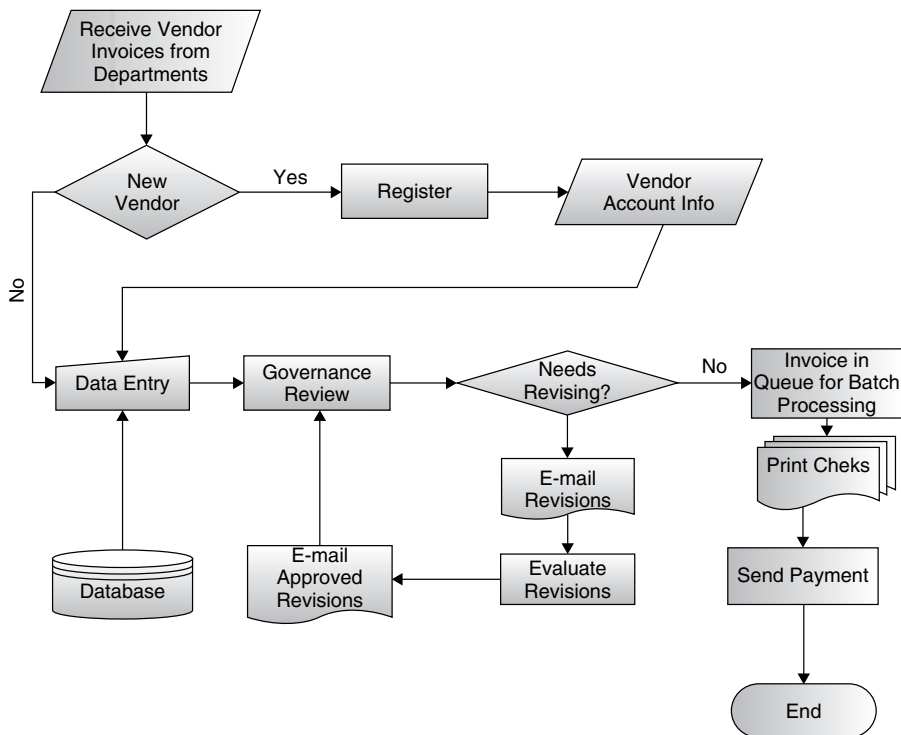 Receive Vendor
Invoices from
Departments
New
Vendor
Yes
Register
Vendor
Account Info
No
Data Entry
Governance
Review
Needs
Revising?
No
Invoice in
Queue for Batch
Processing
Print Cheks
E-mail
Revisions
Evaluate
Revisions
E-mail
Approved
Revisions
Database
Send Payment
End